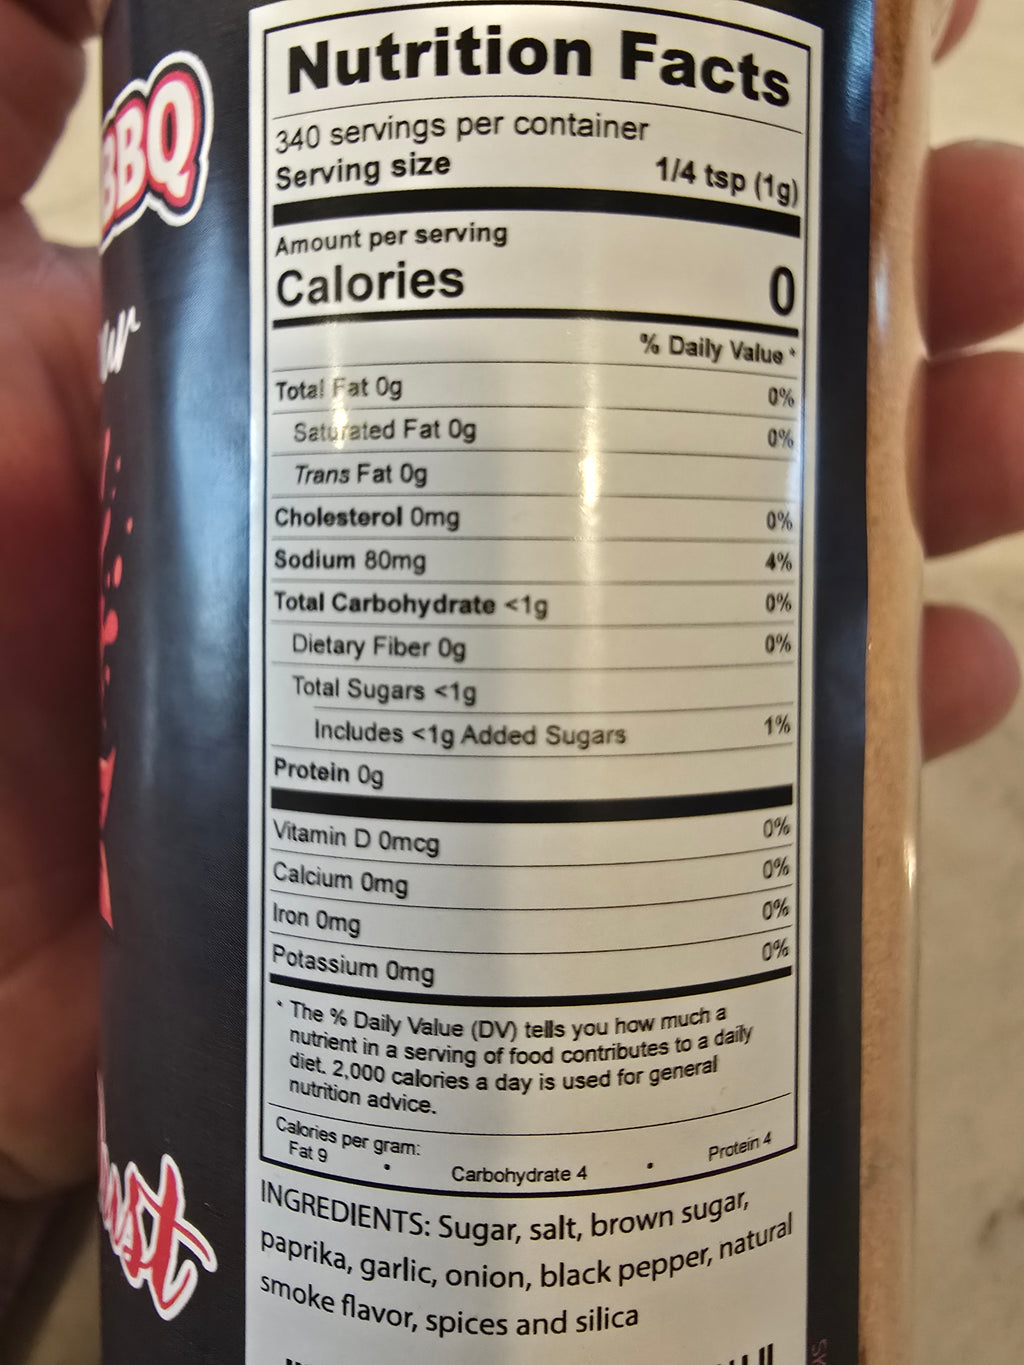 BBQ
Nutrition Facts
340 servings per container
Serving size 1/4 tsp (1g)
Amount per serving
Calories 0
% Daily Value *
Total Fat 0g 0%
Saturated Fat 0g 0%
Trans Fat 0g
Cholesterol 0mg 0%
Sodium 80mg 4%
Total Carbohydrate <1g 0%
Dietary Fiber 0g 0%
Total Sugars <1g
Includes <1g Added Sugars 1%
Protein 0g
Vitamin D 0mcg 0%
Calcium 0mg 0%
Iron 0mg 0%
Potassium 0mg 0%
* The % Daily Value (DV) tells you how much a
nutrient in a serving of food contributes to a daily
diet. 2,000 calories a day is used for general
nutrition advice.
Calories per gram:
Fat 9 • Carbohydrate 4 • Protein 4
INGREDIENTS: Sugar, salt, brown sugar,
paprika, garlic, onion, black pepper, natural
smoke flavor, spices and silica